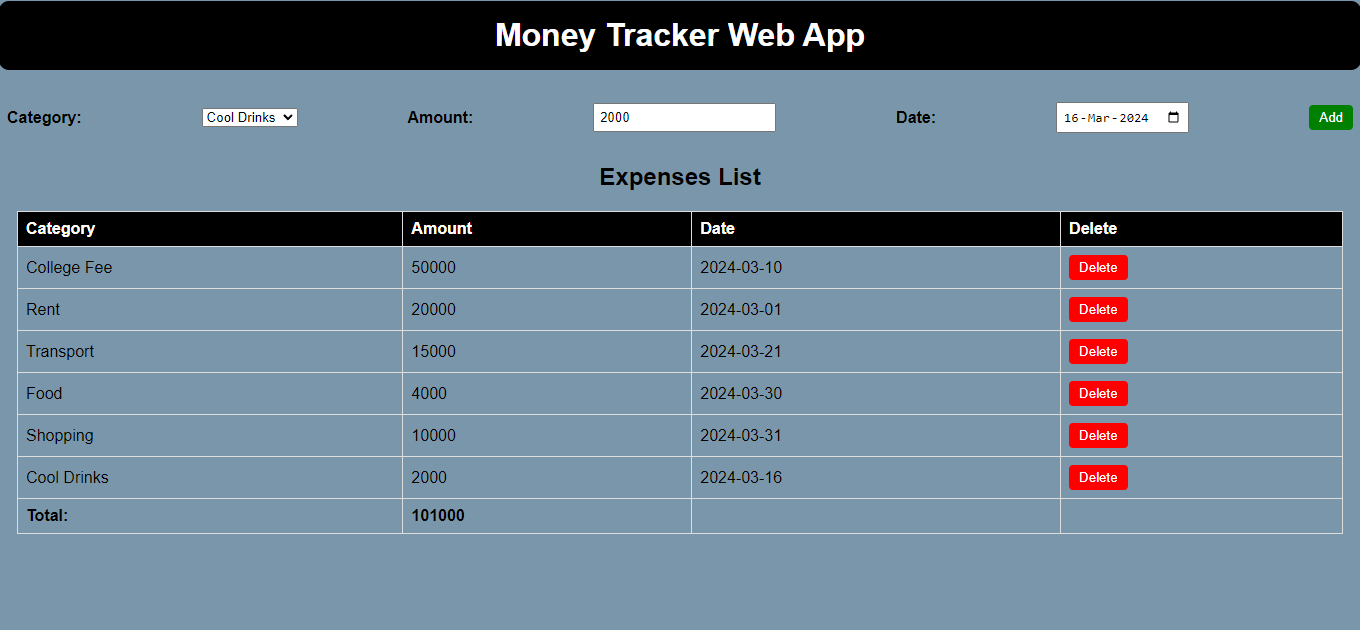 Money Tracker Web App
Category: Cool Drinks Amount: 2000 Date: 16-Mar-2024 Add
Expenses List
Category Amount Date Delete
College Fee 50000 2024-03-10 Delete
Rent 20000 2024-03-01 Delete
Transport 15000 2024-03-21 Delete
Food 4000 2024-03-30 Delete
Shopping 10000 2024-03-31 Delete
Cool Drinks 2000 2024-03-16 Delete
Total: 101000